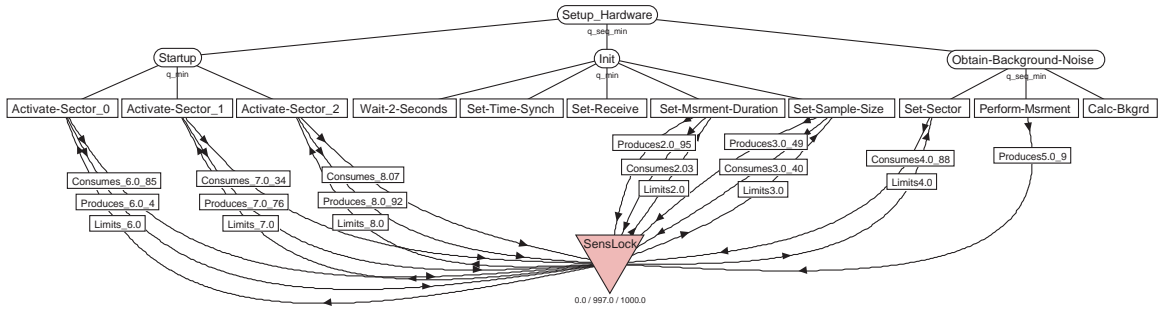 Setup_Hardware
q_seq_min
Startup
q_min
Init
q_min
Obtain-Background-Noise
q_seq_min
Activate-Sector_0
Activate-Sector_1
Activate-Sector_2
Wait-2-Seconds
Set-Time-Synch
Set-Receive
Set-Msrment-Duration
Set-Sample-Size
Set-Sector
Perform-Msrment
Calc-Bkgrd
Produces2.0_95
Produces3.0_49
Produces5.0_9
Consumes_6.0_85
Consumes_7.0_34
Consumes_8.07
Consumes2.03
Consumes3.0_40
Consumes4.0_88
Produces_6.0_4
Produces_7.0_76
Produces_8.0_92
Limits2.0
Limits3.0
Limits4.0
Limits_6.0
Limits_7.0
Limits_8.0
SensLock
0.0 / 997.0 / 1000.0